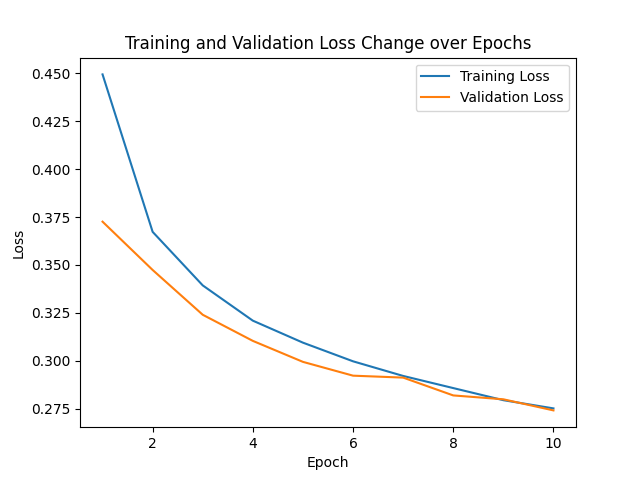 Training and Validation Loss Change over Epochs
Training Loss
Validation Loss
0.450
0.425
0.400
0.375
0.350
0.325
0.300
0.275
Loss
2
4
6
8
10
Epoch